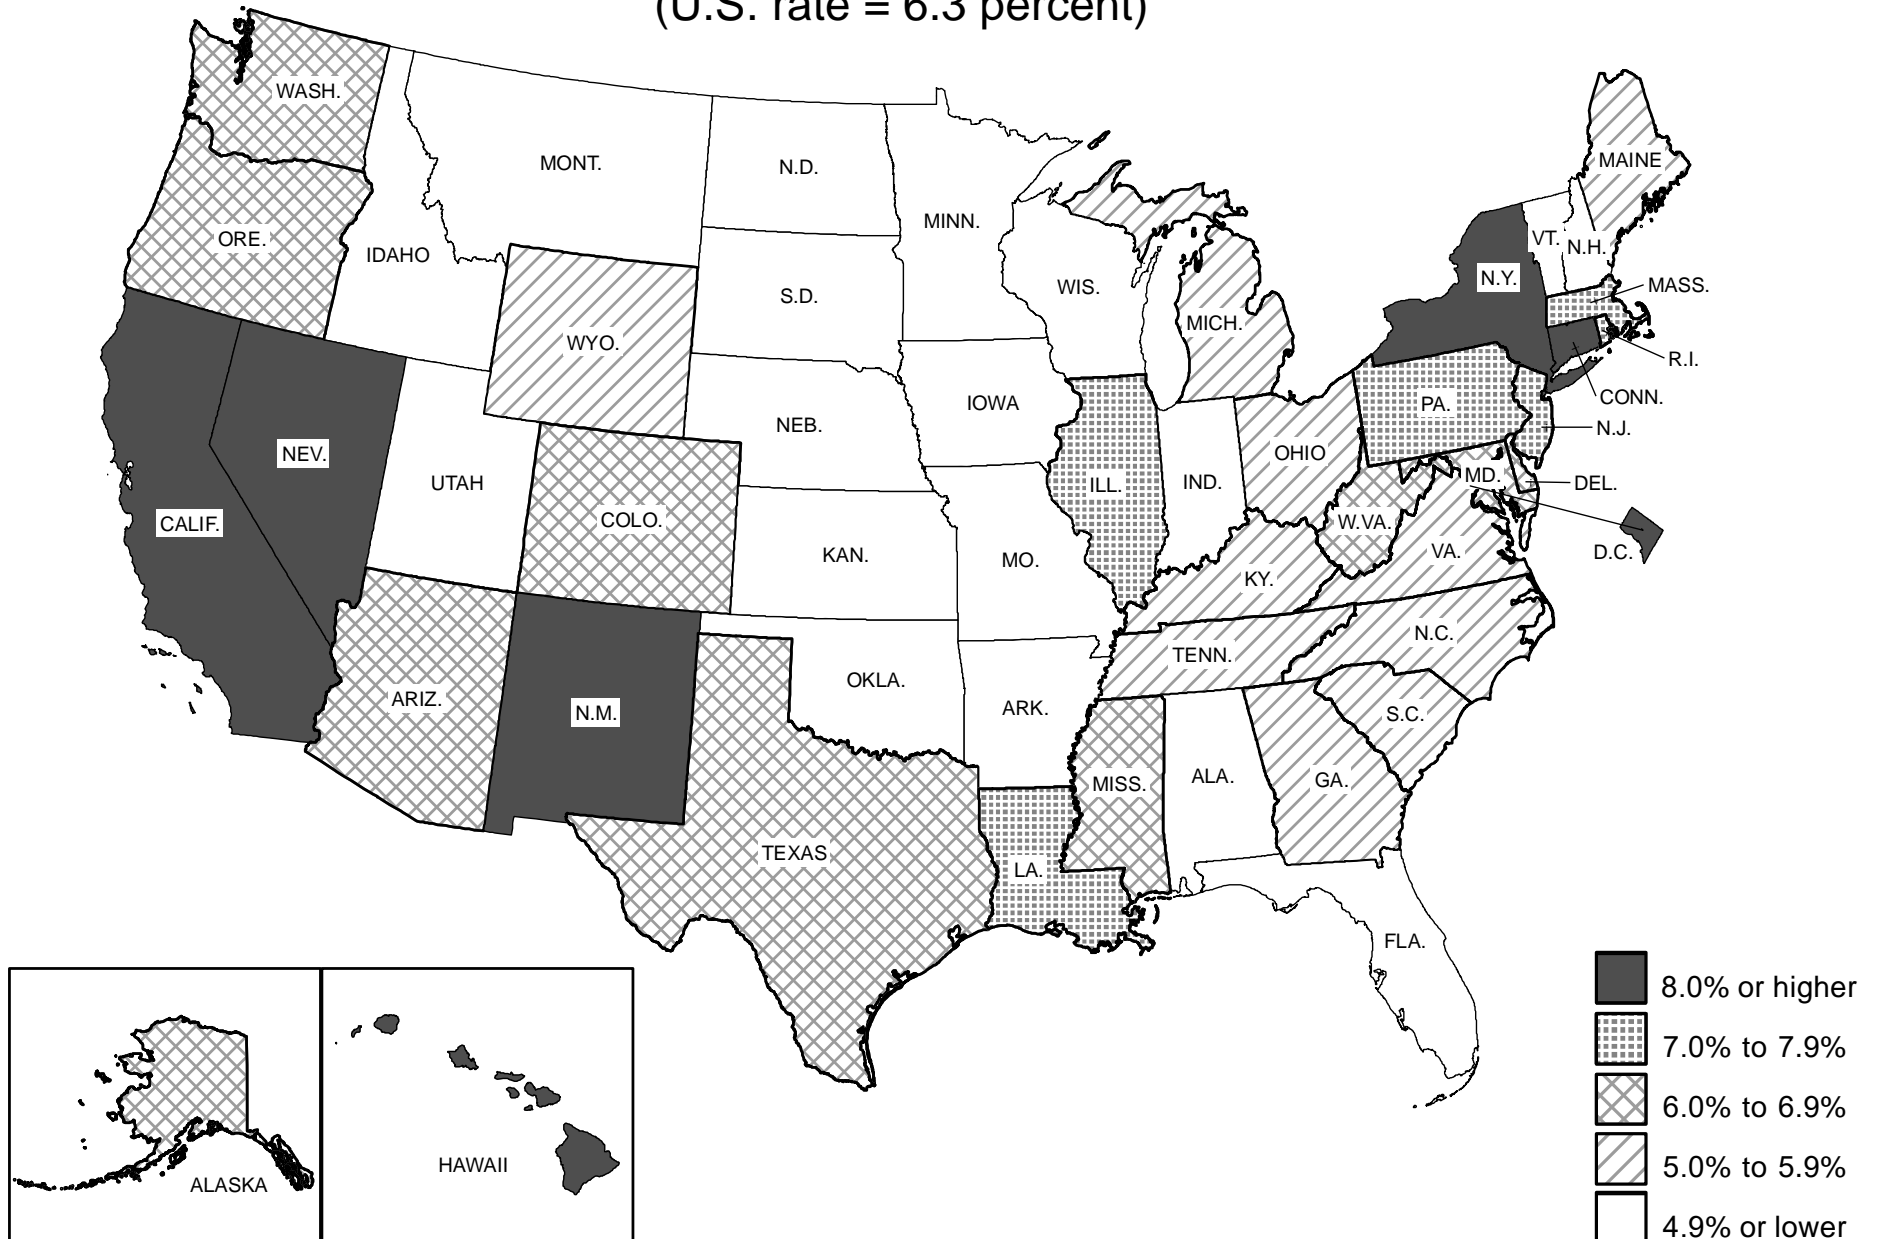 (U.S. rate = 6.3 percent)
WASH.
MONT.
N.D.
MINN.
MAINE
ORE.
IDAHO
WYO.
S.D.
WIS.
MICH.
N.Y.
VT.
N.H.
MASS.
R.I.
CONN.
N.J.
PA.
NEV.
UTAH
COLO.
NEB.
IOWA
ILL.
IND.
OHIO
MD.
DEL.
W.VA.
VA.
D.C.
CALIF.
KAN.
MO.
KY.
ARIZ.
N.M.
OKLA.
ARK.
TENN.
N.C.
S.C.
TEXAS
LA.
MISS.
ALA.
GA.
FLA.
ALASKA
HAWAII
8.0% or higher
7.0% to 7.9%
6.0% to 6.9%
5.0% to 5.9%
4.9% or lower